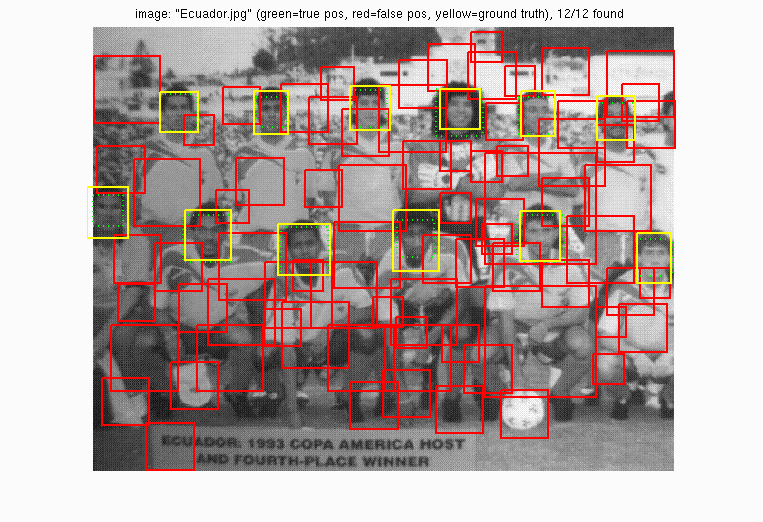 image: "Ecuador.jpg" (green=true pos, red=false pos, yellow=ground truth), 12/12 found
ECUADOR: 1993 COPA AMERICA HOST
AND FOURTH-PLACE WINNER